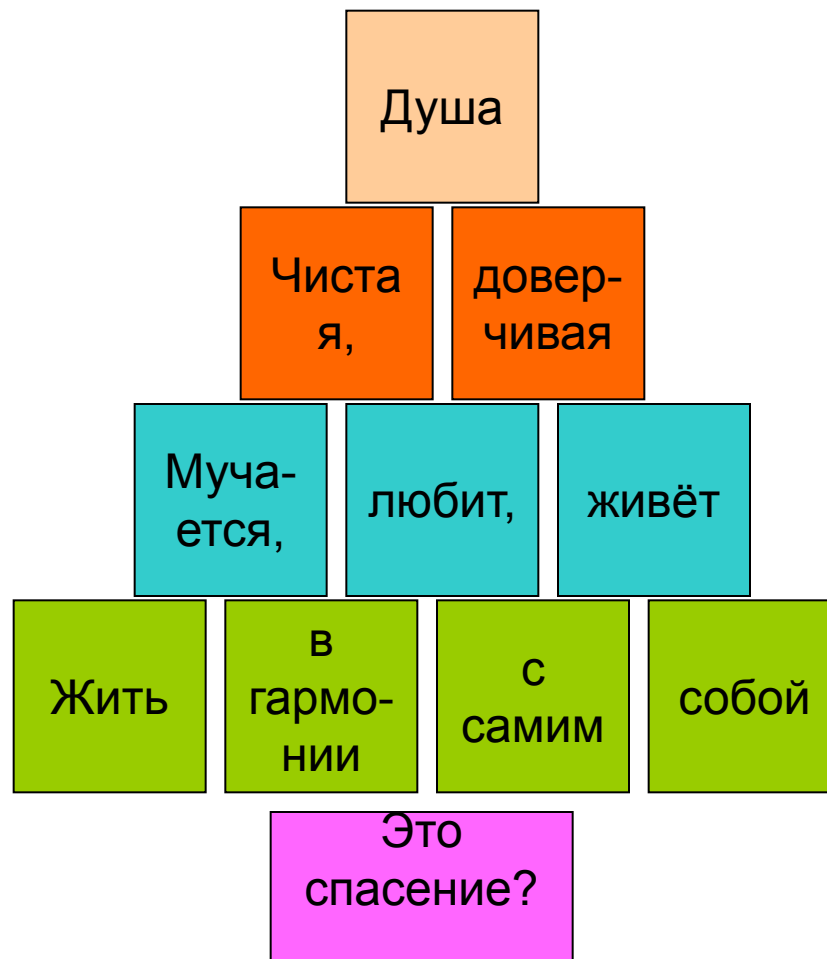 Душа
Чиста
я,
довер-
чивая
Муча-
ется,
любит,
живёт
Жить
в
гармо-
нии
с
самим
собой
Это
спасение?